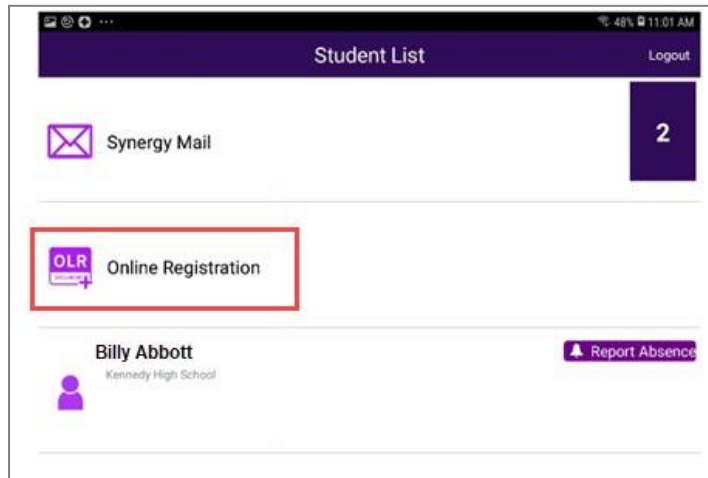 48% 11:01 AM
Student List
Logout
Synergy Mail
2
OLR
Online Registration
Billy Abbott
Report Absence
Kennedy High School